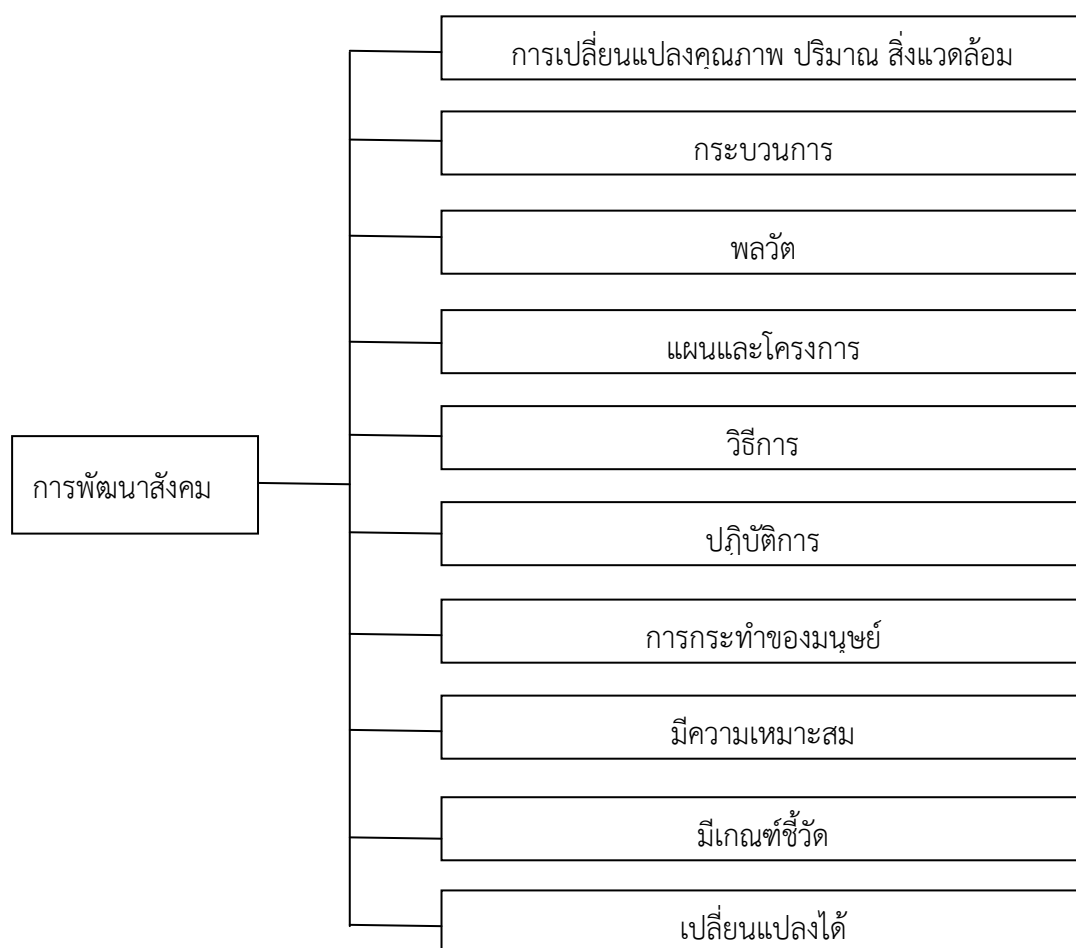 การเปลี่ยนแปลงคุณภาพ ปริมาณ สิ่งแวดล้อม
กระบวนการ
พลวัต
แผนและโครงการ
วิธีการ
การพัฒนาสังคม
ปฏิบัติการ
การกระทำของมนุษย์
มีความเหมาะสม
มีเกณฑ์ชี้วัด
เปลี่ยนแปลงได้